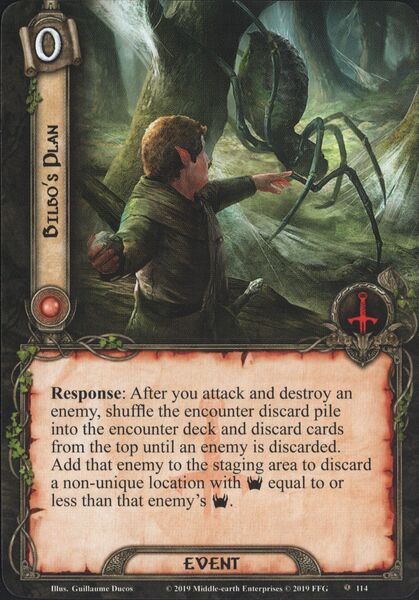 0
BILBO'S PLAN
Response: After you attack and destroy an
enemy, shuffle the encounter discard pile
into the encounter deck and discard cards
from the top until an enemy is discarded.
Add that enemy to the staging area to discard
a non-unique location with equal to or
less than that enemy's .
EVENT
Illus. Guillaume Ducos © 2019 Middle-earth Enterprises © 2019 FFG 114